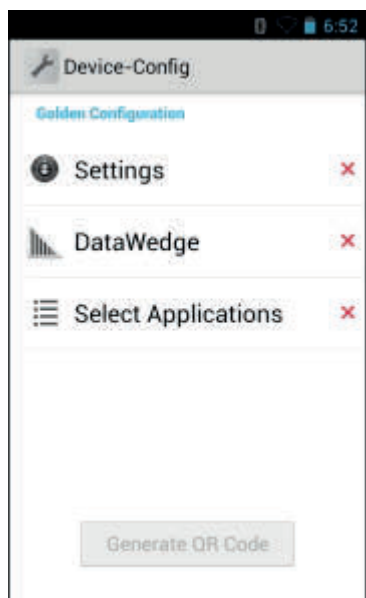 6:52
Device-Config
Golden Configuration
Settings
DataWedge
Select Applications
Generate QR Code